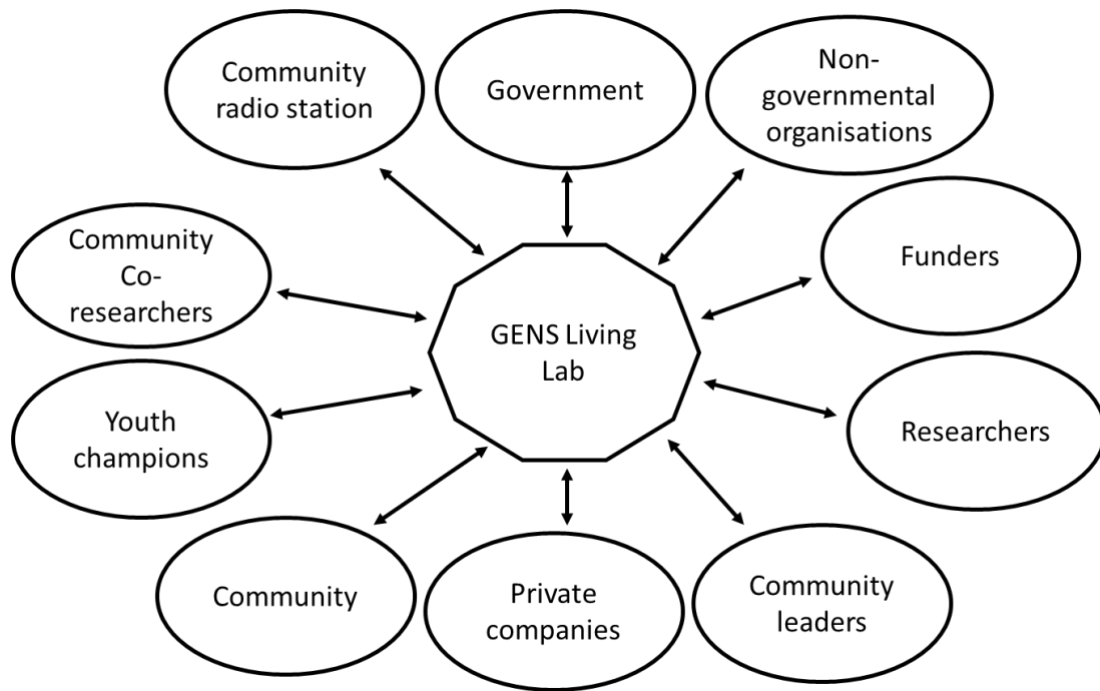 Community
radio station
Government
Non-
governmental
organisations
Community
Co-
researchers
Funders
GENS Living
Lab
Youth
champions
Researchers
Community
Private
companies
Community
leaders